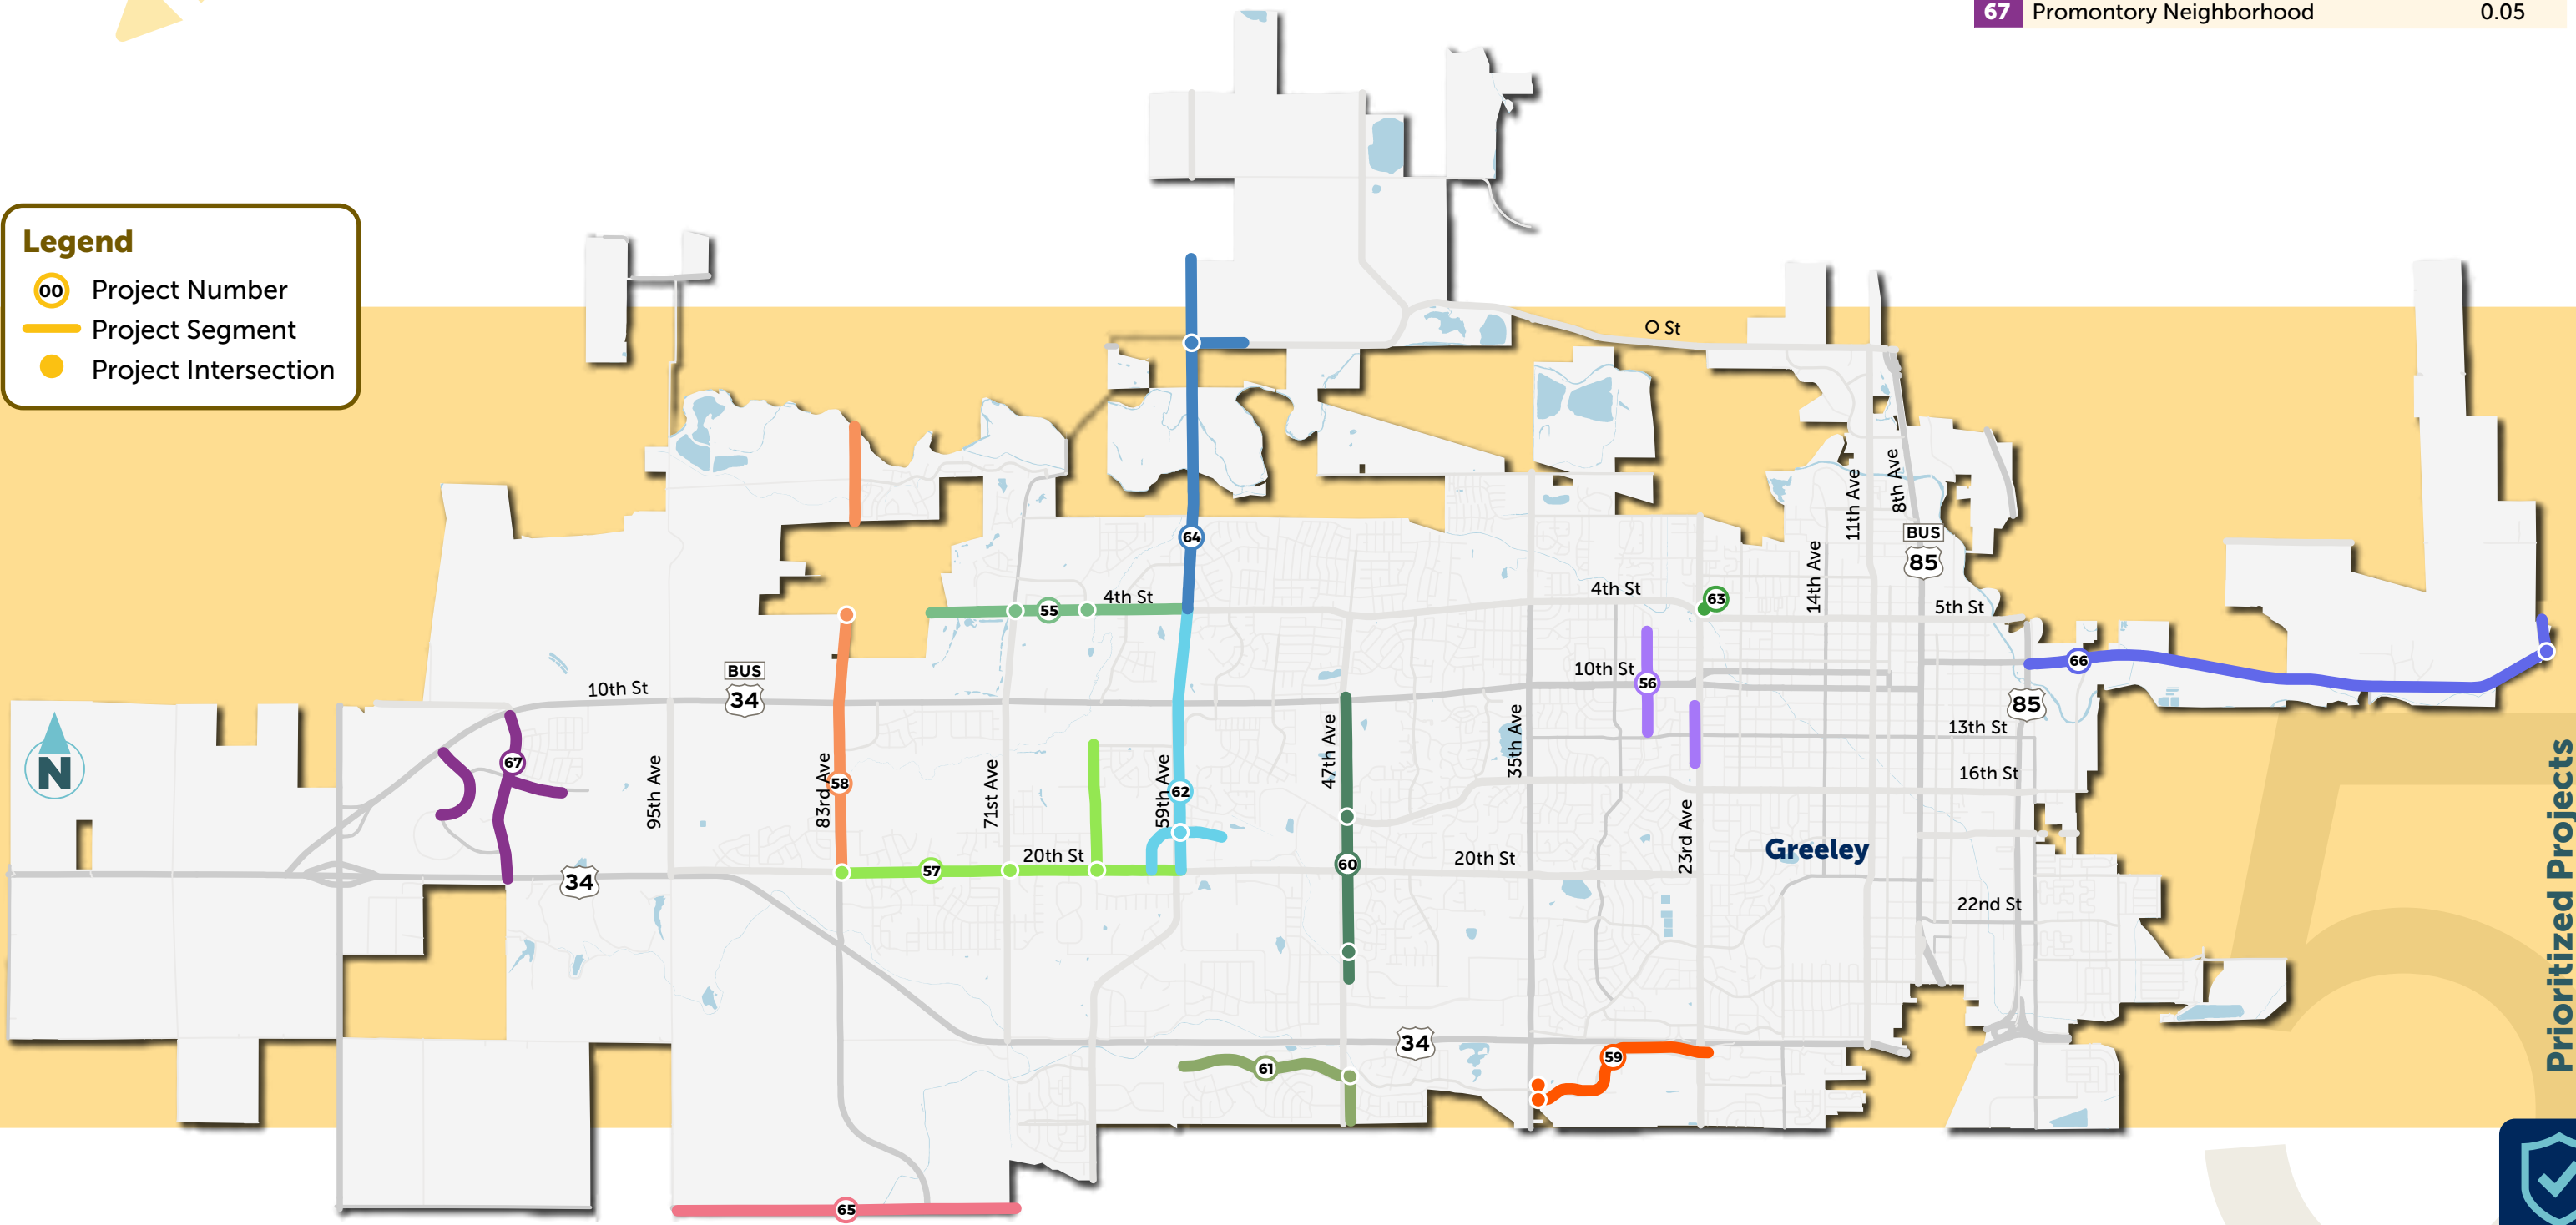 67 Promontory Neighborhood 0.05
Legend
00 Project Number
Project Segment
Project Intersection
O St
11th Ave
8th Ave
BUS
85
64
14th Ave
4th St
55
4th St
63
5th St
66
10th St
56
BUS
34
10th St
85
13th St
N
67
95th Ave
83rd Ave
58
71st Ave
59th Ave
62
47th Ave
35th Ave
16th St
23rd Ave
Greeley
34
57
20th St
60
20th St
22nd St
34
61
59
65
Prioritized Projects
5